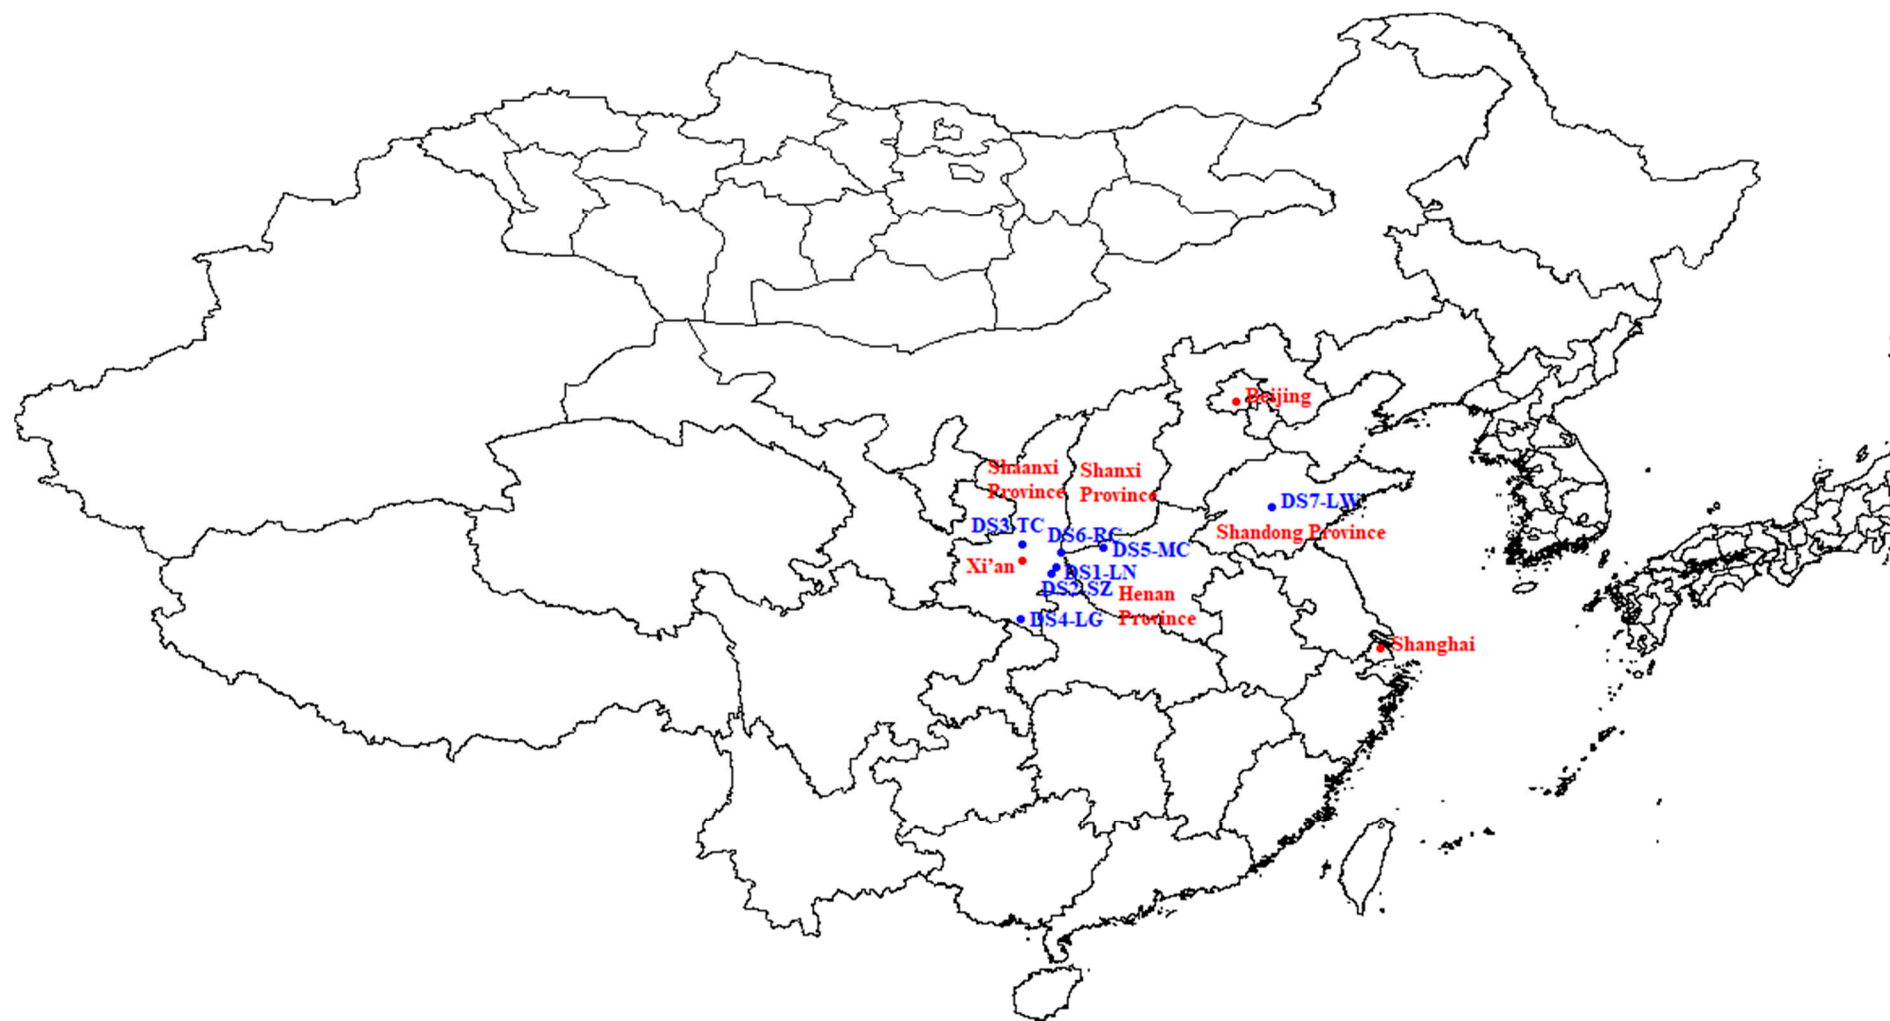 Beijing
Shaanxi
Province
Shanxi
Province
DS7-LW
DS3-TC
DS6-RC
DS5-MC
Shandong Province
Xi’an
DS1-LN
DS2-SZ
Henan
Province
DS4-LG
Shanghai